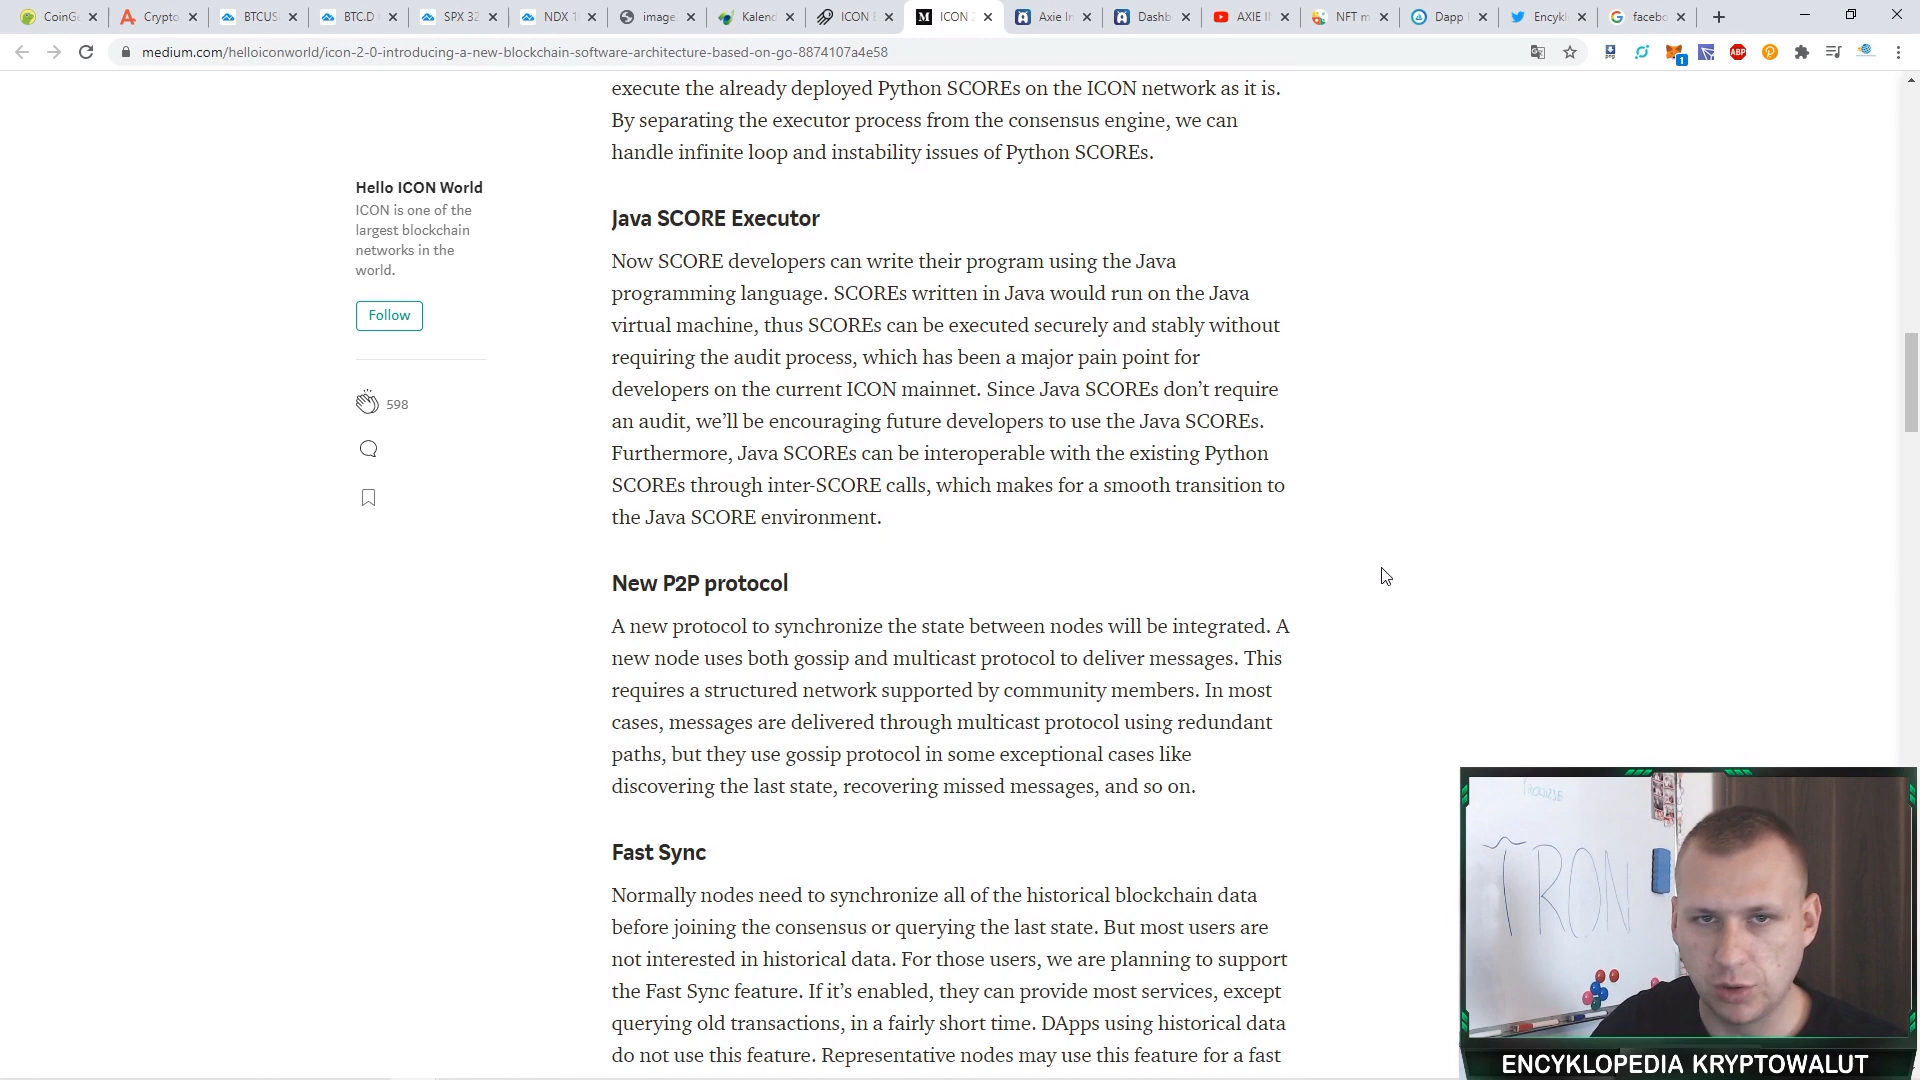 CoinGe
Crypto
BTCUS
BTC.D
SPX 32
NDX 1
image.
Kalend
ICON E
ICON 2
Axie In
Dashb
AXIE I
NFT m
Dapp
Encykl
facebo
medium.com/helloiconworld/icon-2-0-introducing-a-new-blockchain-software-architecture-based-on-go-8874107a4e58
1
ABP
execute the already deployed Python SCOREs on the ICON network as it is.
By separating the executor process from the consensus engine, we can
handle infinite loop and instability issues of Python SCOREs.
Hello ICON World
ICON is one of the
largest blockchain
networks in the
world.
Follow
598
Java SCORE Executor
Now SCORE developers can write their program using the Java
programming language. SCOREs written in Java would run on the Java
virtual machine, thus SCOREs can be executed securely and stably without
requiring the audit process, which has been a major pain point for
developers on the current ICON mainnet. Since Java SCOREs don’t require
an audit, we’ll be encouraging future developers to use the Java SCOREs.
Furthermore, Java SCOREs can be interoperable with the existing Python
SCOREs through inter-SCORE calls, which makes for a smooth transition to
the Java SCORE environment.
New P2P protocol
A new protocol to synchronize the state between nodes will be integrated. A
new node uses both gossip and multicast protocol to deliver messages. This
requires a structured network supported by community members. In most
cases, messages are delivered through multicast protocol using redundant
paths, but they use gossip protocol in some exceptional cases like
discovering the last state, recovering missed messages, and so on.
Fast Sync
Normally nodes need to synchronize all of the historical blockchain data
before joining the consensus or querying the last state. But most users are
not interested in historical data. For those users, we are planning to support
the Fast Sync feature. If it’s enabled, they can provide most services, except
querying old transactions, in a fairly short time. DApps using historical data
do not use this feature. Representative nodes may use this feature for a fast
TRON
ENCYKLOPEDIA KRYPTOWALUT